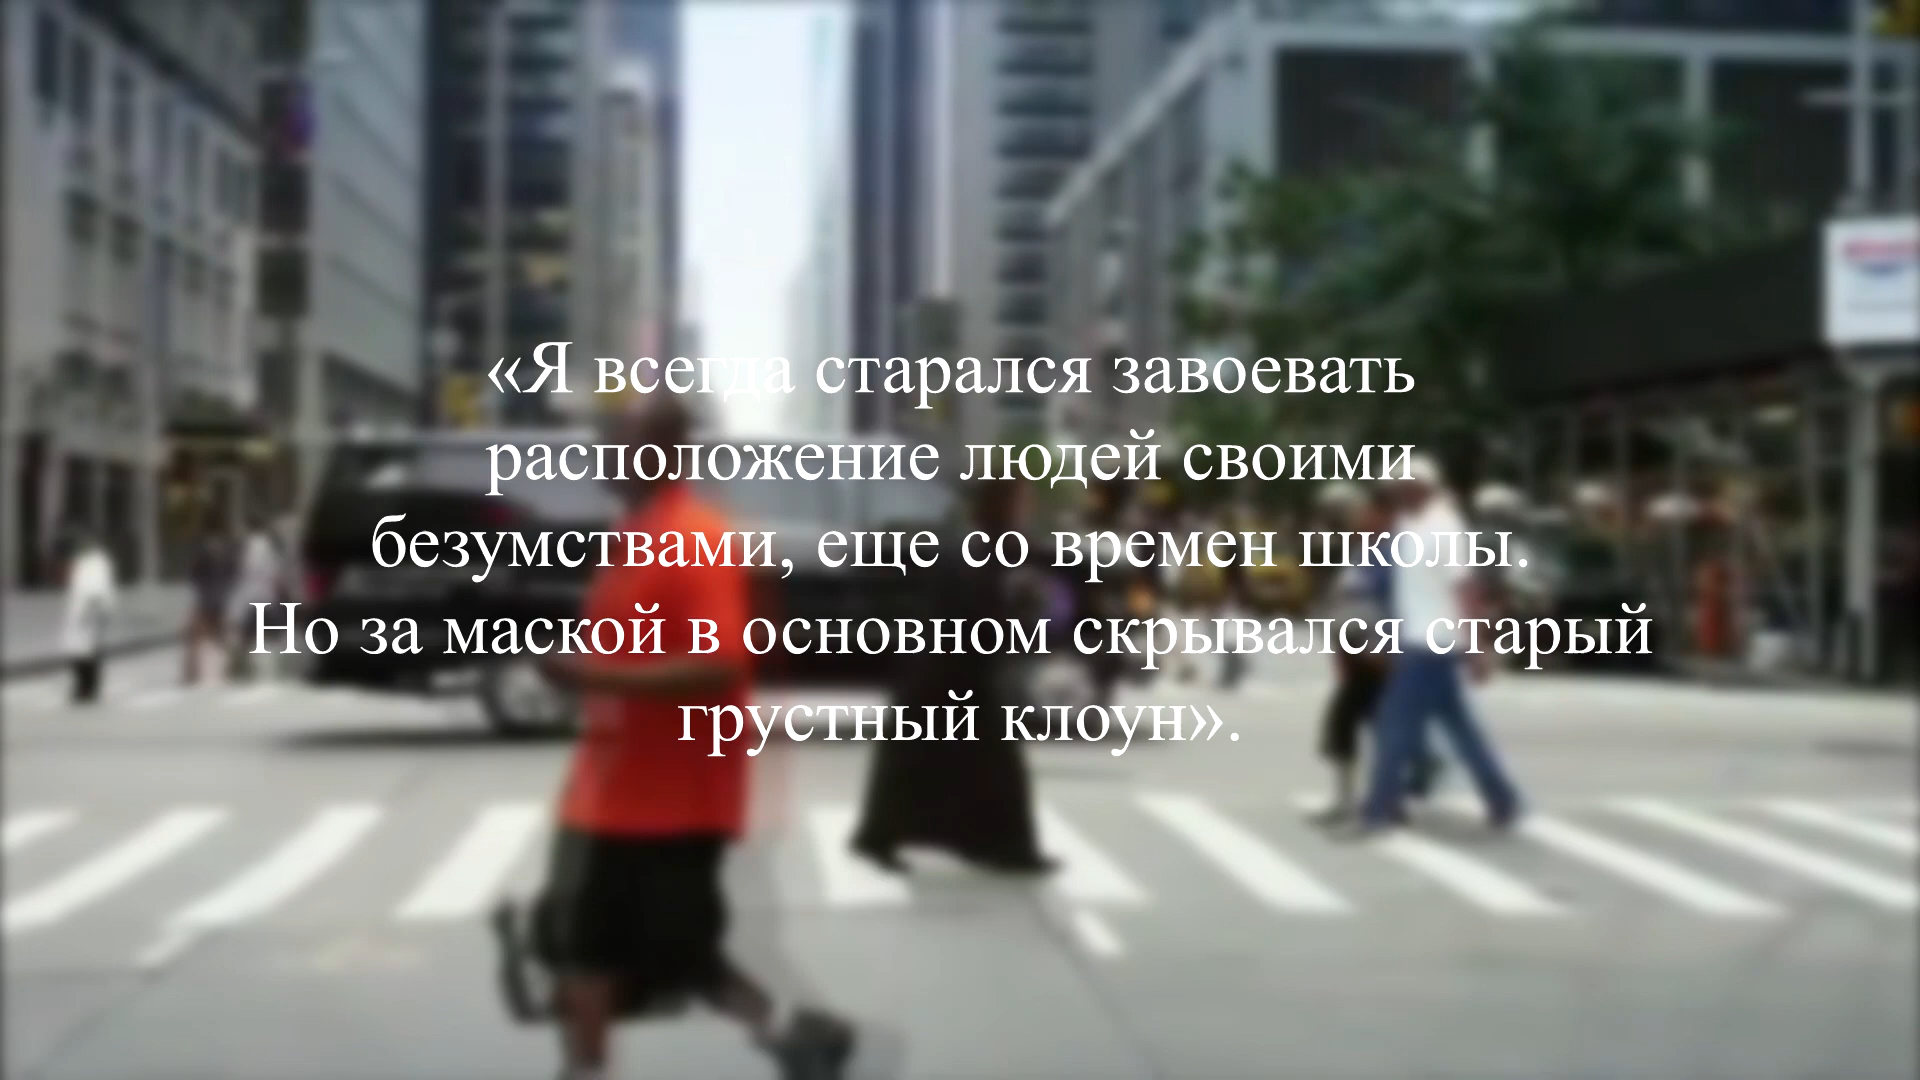 «Я всегда старался завоевать
расположение людей своими
безумствами, еще со времен школы.
Но за маской в основном скрывался старый
грустный клоун».